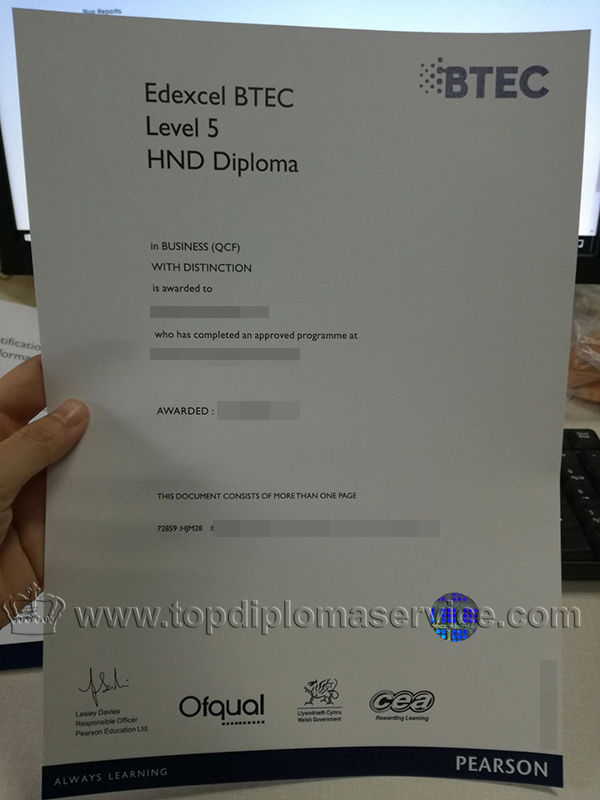 Bug Reports
BTEC
Edexcel BTEC
Level 5
HND Diploma
in BUSINESS (QCF)
WITH DISTINCTION
is awarded to
who has completed an approved programme at
AWARDED :
THIS DOCUMENT CONSISTS OF MORE THAN ONE PAGE
72859 :HJM28 :
www.topdiplomaservice.com
Lesley Davies
Responsible Officer
Pearson Education Ltd.
Ofqual
Llywodraeth Cymru
Welsh Government
cea
Rewarding Learning
ALWAYS LEARNING
PEARSON